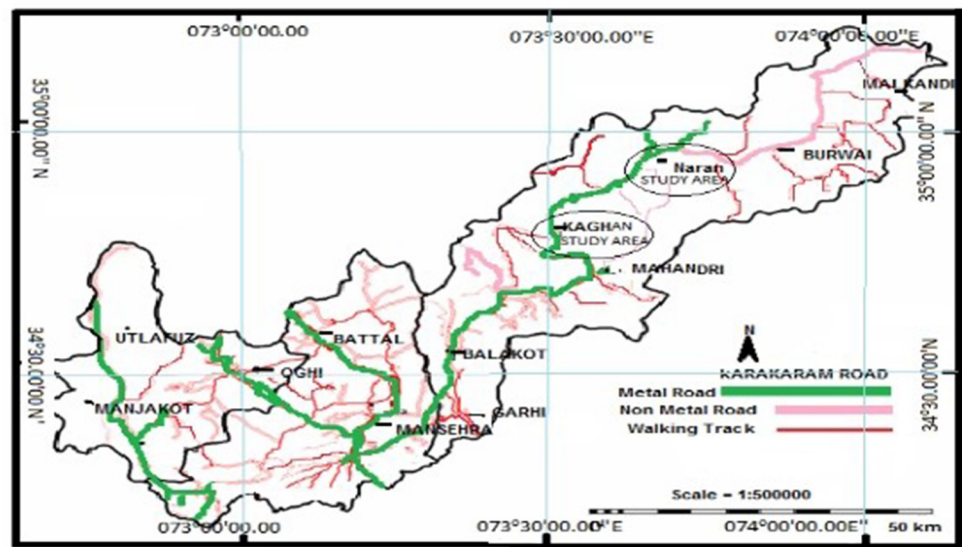 073°00'00.00
073°30'00.00"E
074°00'00.00"E
MALKANDI
35°00'00.00"N
35°00'00.00"N
BURWAI
Naran
STUDY AREA
KAGHAN
STUDY AREA
MAHANDRI
34°30'00.00"N
34°30'00.00"N
UTLAFUZ
BATTAL
BALAKOT
OGHI
MANJAKOT
GARHI
MANSEHRA
N
KARAKARAM ROAD
Metal Road
Non Metal Road
Walking Track
Scale = 1:500000
073°00'00.00
073°30'00.00"E
074°00'00.00E"
50 km